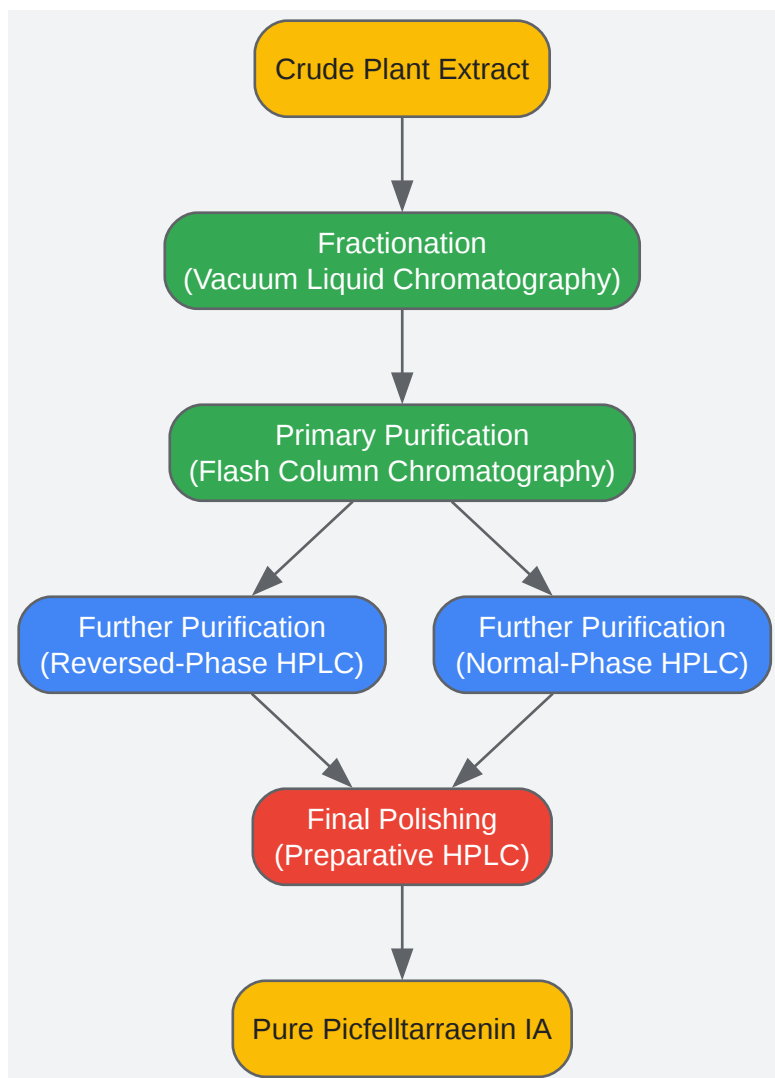 Crude Plant Extract
Fractionation
(Vacuum Liquid Chromatography)
Primary Purification
(Flash Column Chromatography)
Further Purification
(Reversed-Phase HPLC)
Further Purification
(Normal-Phase HPLC)
Final Polishing
(Preparative HPLC)
Pure Picfelltarraenin IA